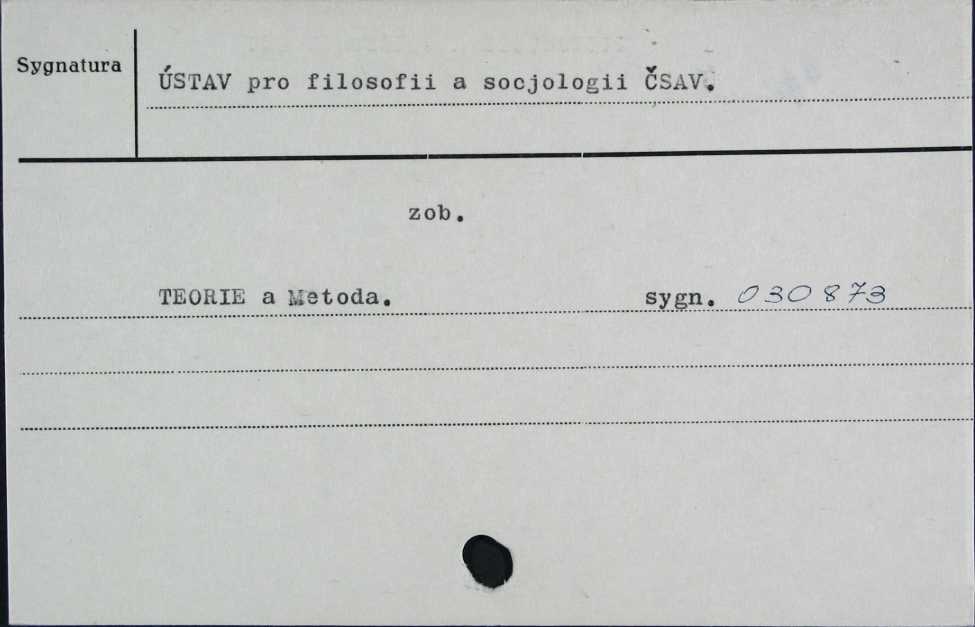 Sygnatura
ÚSTAV pro filosofii a socjologii ČSAV.
zob.
TEORIE a Metoda. sygn. 030873